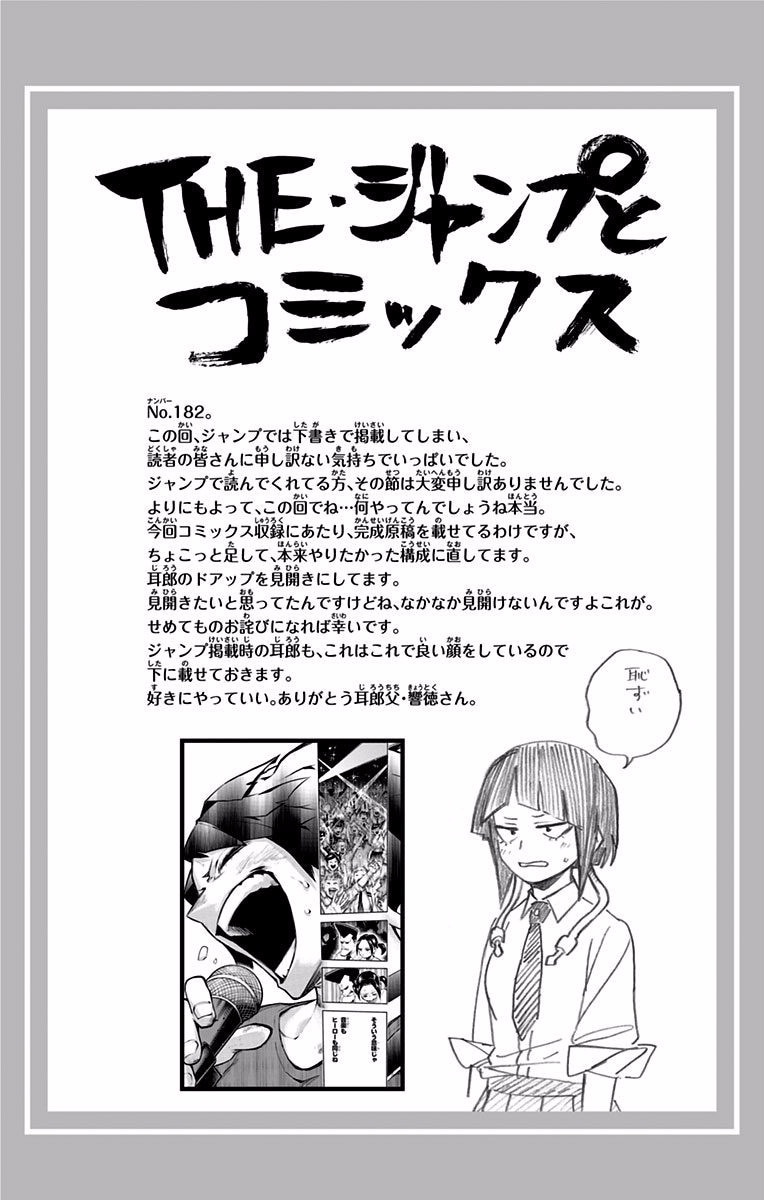 THE・ジャンプと
コミックス
No.182。
この回、ジャンプでは下書きで掲載してしまい、
読者の皆さんに申し訳ない気持ちでいっぱいでした。
ジャンプで読んでくれてる方、その節は大変申し訳ありませんでした。
よりにもよって、この回でね…何やってんでしょうね本当。
今回コミックス収録にあたり、完成原稿を載せてるわけですが、
ちょこっと足して、本来やりたかった構成に直してます。
耳郎のドアップを見開きにしてます。
見開きたいと思ってたんですけどね、なかなか見開けないんですよこれが。
せめてものお詫びになれば幸いです。
ジャンプ掲載時の耳郎も、これはこれで良い顔をしているので
下に載せておきます。
好きにやっていい。ありがとう耳郎父・響徳さん。
恥ずい
そういう意味じゃ
音楽も
ヒーローも同じね